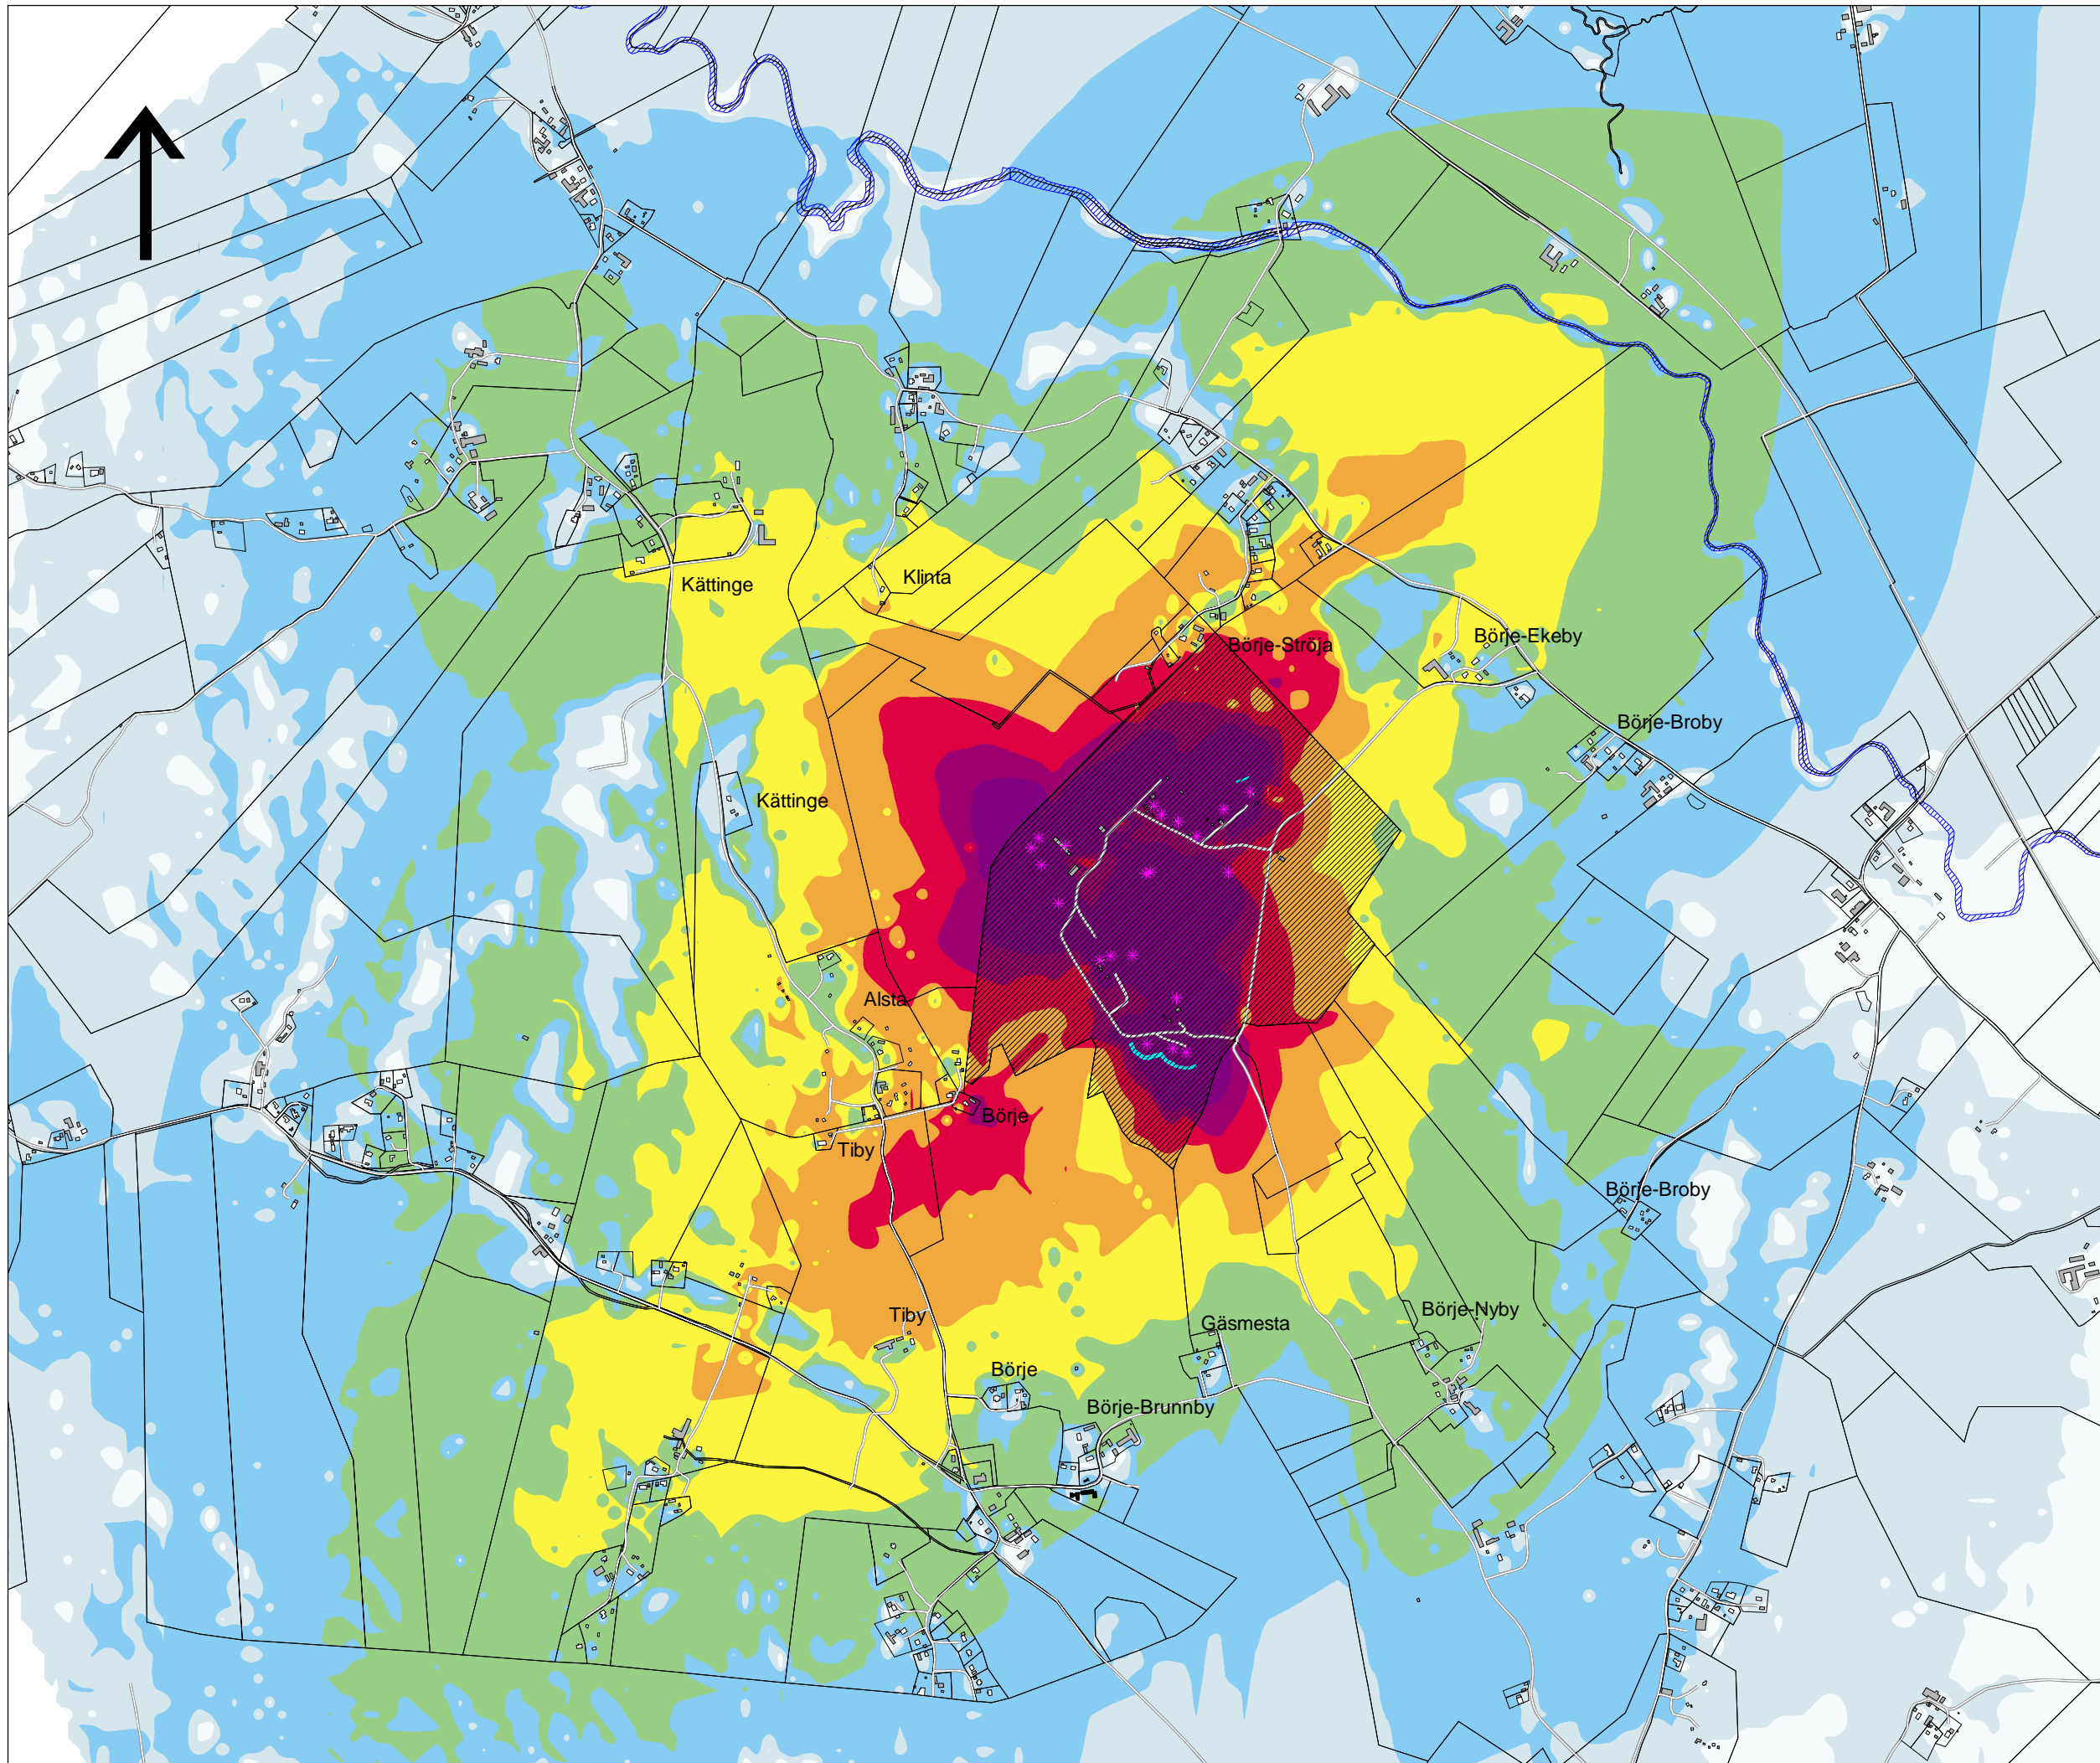 Kättinge
Klinta
Börje-Ströja
Börje-Ekeby
Börje-Broby
Kättinge
Alsta
Börje
Tiby
Börje-Broby
Tiby
Gäsmesta
Börje-Nyby
Börje
Börje-Brunnby